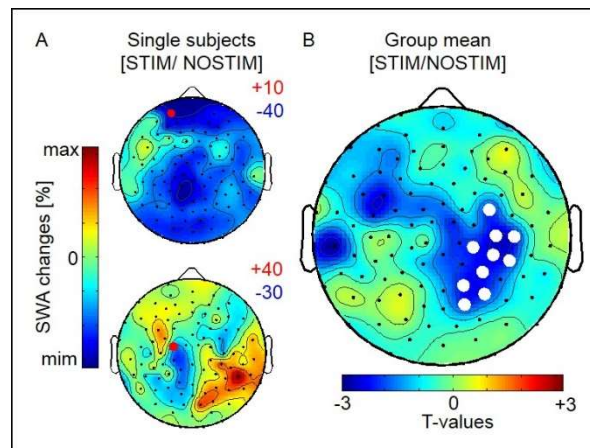 A
Single subjects
[STIM/ NOSTIM]
B
Group mean
[STIM/NOSTIM]
+10
-40
max
SWA changes [%]
0
mim
+40
-30
-3
0
+3
T-values